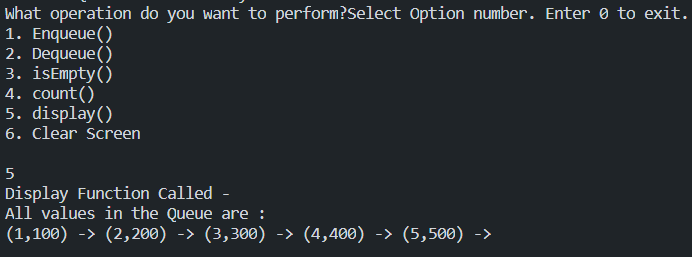 What operation do you want to perform?Select Option number. Enter 0 to exit.
1. Enqueue()
2. Dequeue()
3. isEmpty()
4. count()
5. display()
6. Clear Screen
5
Display Function Called -
All values in the Queue are :
(1,100) -> (2,200) -> (3,300) -> (4,400) -> (5,500) ->